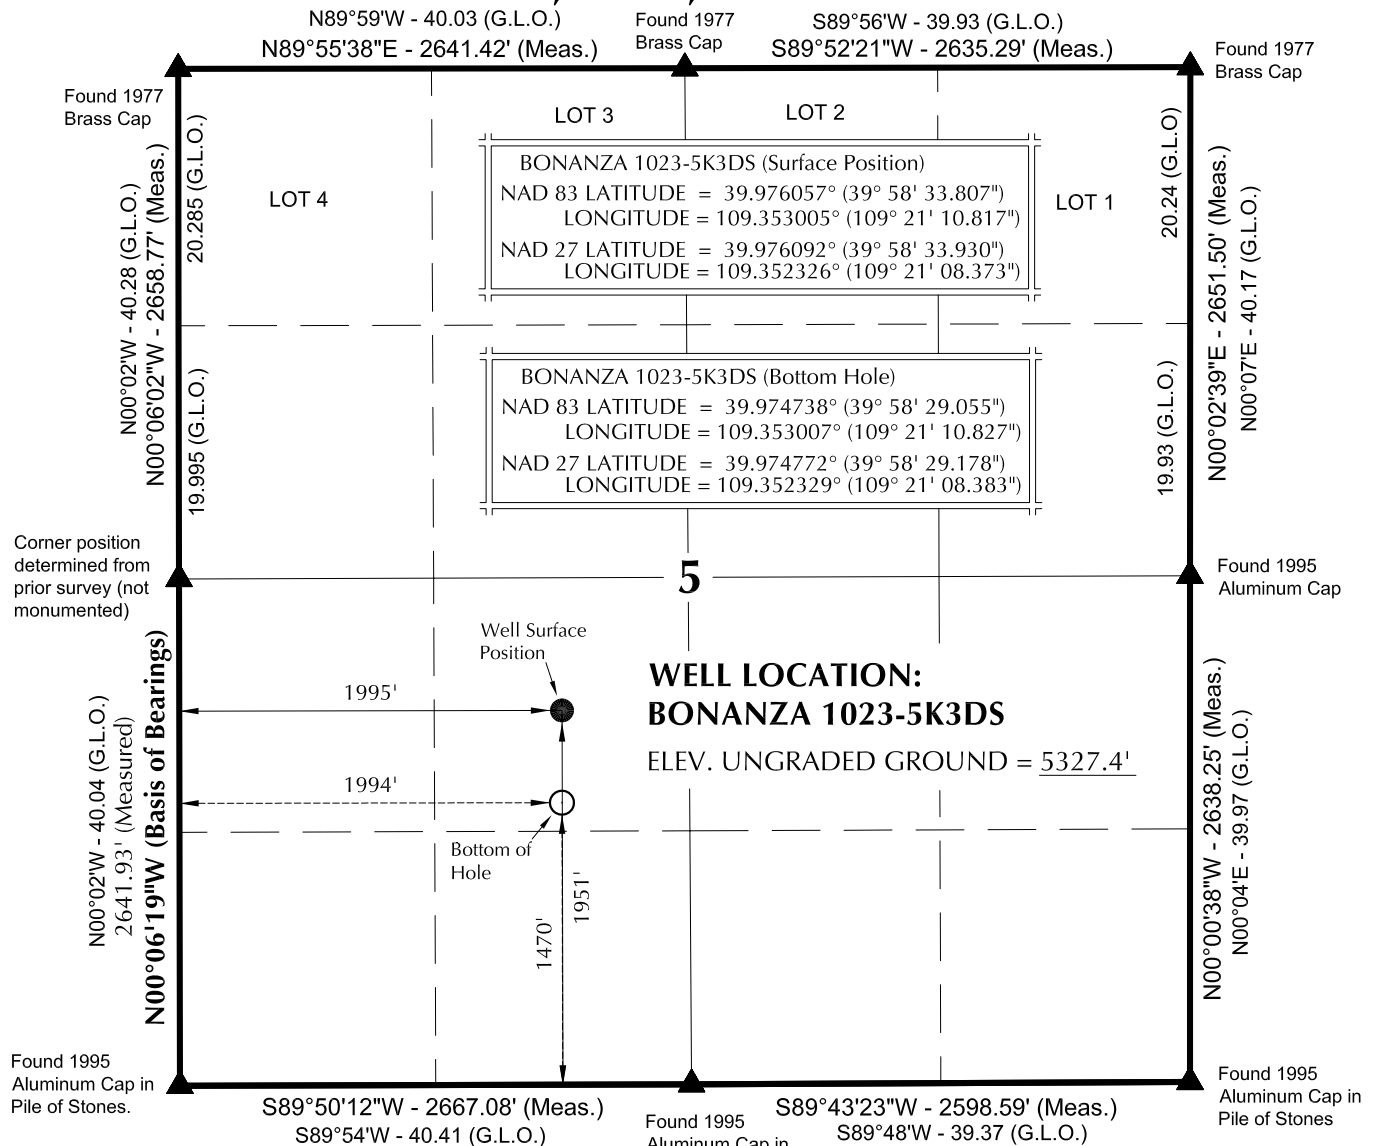 N89°59'W - 40.03 (G.L.O.)
N89°55'38"E - 2641.42' (Meas.)
Found 1977
Brass Cap
S89°56'W - 39.93 (G.L.O.)
S89°52'21"W - 2635.29' (Meas.)
Found 1977
Brass Cap
Found 1977
Brass Cap
LOT 3
LOT 2
LOT 4
LOT 1
BONANZA 1023-5K3DS (Surface Position)
NAD 83 LATITUDE = 39.976057° (39° 58' 33.807")
LONGITUDE = 109.353005° (109° 21' 10.817")
NAD 27 LATITUDE = 39.976092° (39° 58' 33.930")
LONGITUDE = 109.352326° (109° 21' 08.373")
N00°02'W - 40.28 (G.L.O.)
N00°06'02"W - 2658.77' (Meas.)
20.285 (G.L.O.)
20.24 (G.L.O)
N00°02'39"E - 2651.50' (Meas.)
N00°07'E - 40.17 (G.L.O.)
BONANZA 1023-5K3DS (Bottom Hole)
NAD 83 LATITUDE = 39.974738° (39° 58' 29.055")
LONGITUDE = 109.353007° (109° 21' 10.827")
NAD 27 LATITUDE = 39.974772° (39° 58' 29.178")
LONGITUDE = 109.352329° (109° 21' 08.383")
19.995 (G.L.O.)
19.93 (G.L.O.)
Corner position
determined from
prior survey (not
monumented)
5
Found 1995
Aluminum Cap
Well Surface
Position
WELL LOCATION:
BONANZA 1023-5K3DS
ELEV. UNGRADED GROUND = 5327.4'
1995'
1994'
Bottom of
Hole
1470'
1951'
N00°02'W - 40.04 (G.L.O.)
2641.93' (Measured)
N00°06'19"W (Basis of Bearings)
N00°00'38"W - 2638.25' (Meas.)
N00°04'E - 39.97 (G.L.O.)
Found 1995
Aluminum Cap in
Pile of Stones.
S89°50'12"W - 2667.08' (Meas.)
S89°54'W - 40.41 (G.L.O.)
Found 1995
Aluminum Cap in
S89°43'23"W - 2598.59' (Meas.)
S89°48'W - 39.37 (G.L.O.)
Found 1995
Aluminum Cap in
Pile of Stones